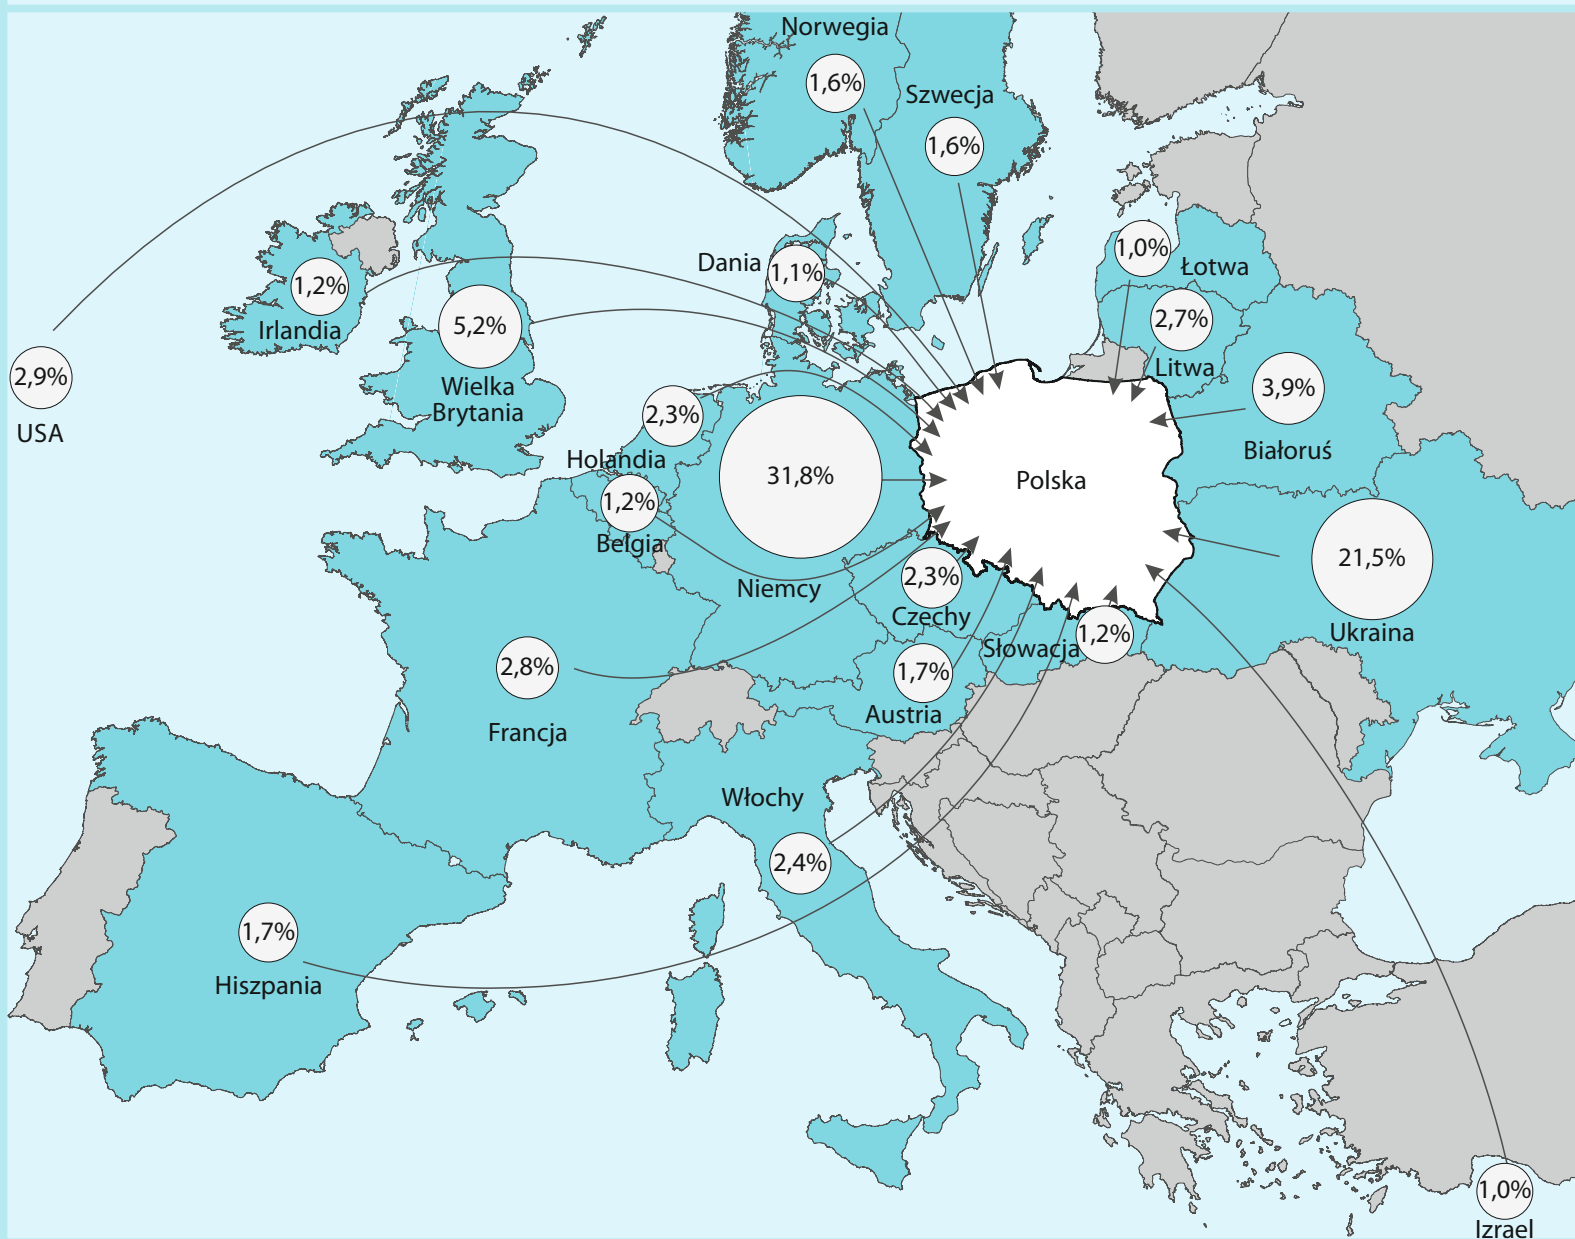 Norwegia
1,6%
Szwecja
1,6%
Dania
1,1%
1,0%
Łotwa
1,2%
Irlandia
5,2%
Wielka
Brytania
2,7%
Litwa
2,9%
USA
3,9%
Białoruś
2,3%
Holandia
31,8%
Niemcy
Polska
1,2%
Belgia
21,5%
Ukraina
2,3%
Czechy
1,2%
Słowacja
2,8%
Francja
1,7%
Austria
Włochy
2,4%
1,7%
Hiszpania
1,0%
Izrael